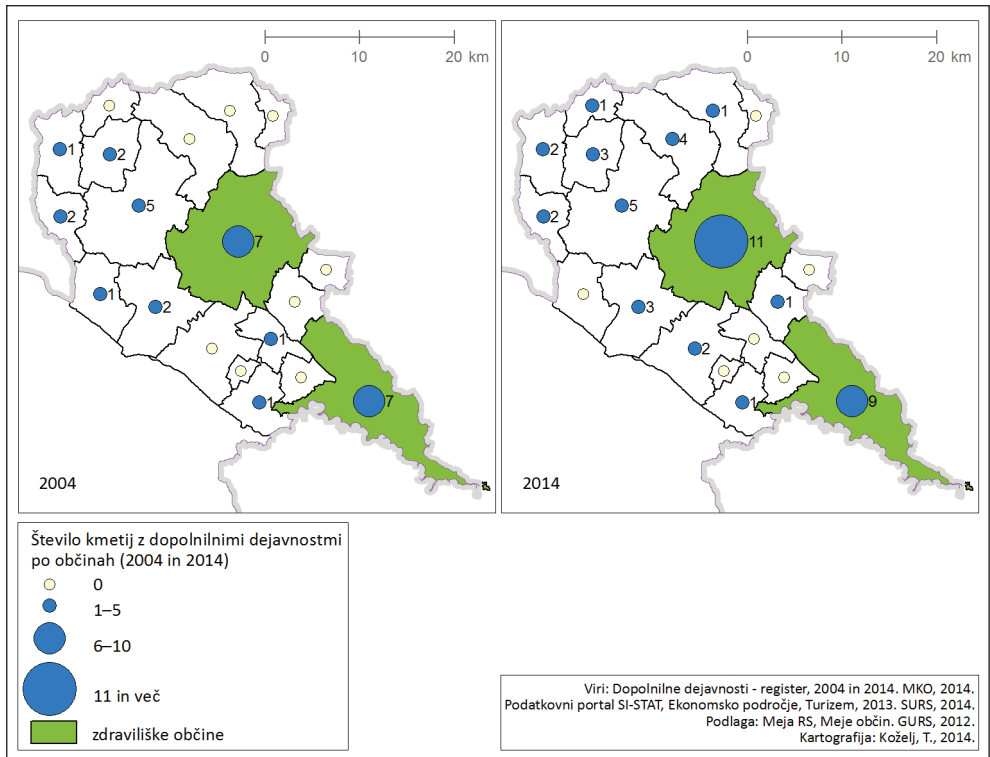 0 10 20 km
1
2
2
5
7
1
2
1
1
7
2004
0 10 20 km
1
1
2
3
4
2
5
11
3
1
2
1
9
2014
Število kmetij z dopolnilnimi dejavnostmi
po občinah (2004 in 2014)
0
1–5
6–10
11 in več
zdraviliške občine
Viri: Dopolnilne dejavnosti - register, 2004 in 2014. MKO, 2014.
Podatkovni portal SI-STAT, Ekonomsko področje, Turizem, 2013. SURS, 2014.
Podlaga: Meja RS, Meje občin. GURS, 2012.
Kartografija: Koželj, T., 2014.